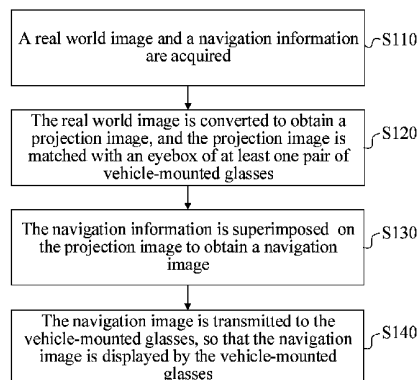 A real world image and a navigation information
are acquired
S110
The real world image is converted to obtain
a projection image, and the projection image is
matched with an eyebox of at least one pair of
vehicle-mounted glasses
S120
The navigation information is superimposed on
the projection image to obtain a navigation
image
S130
The navigation image is transmitted to the
vehicle-mounted glasses, so that the navigation
image is displayed by the vehicle-mounted
glasses
S140